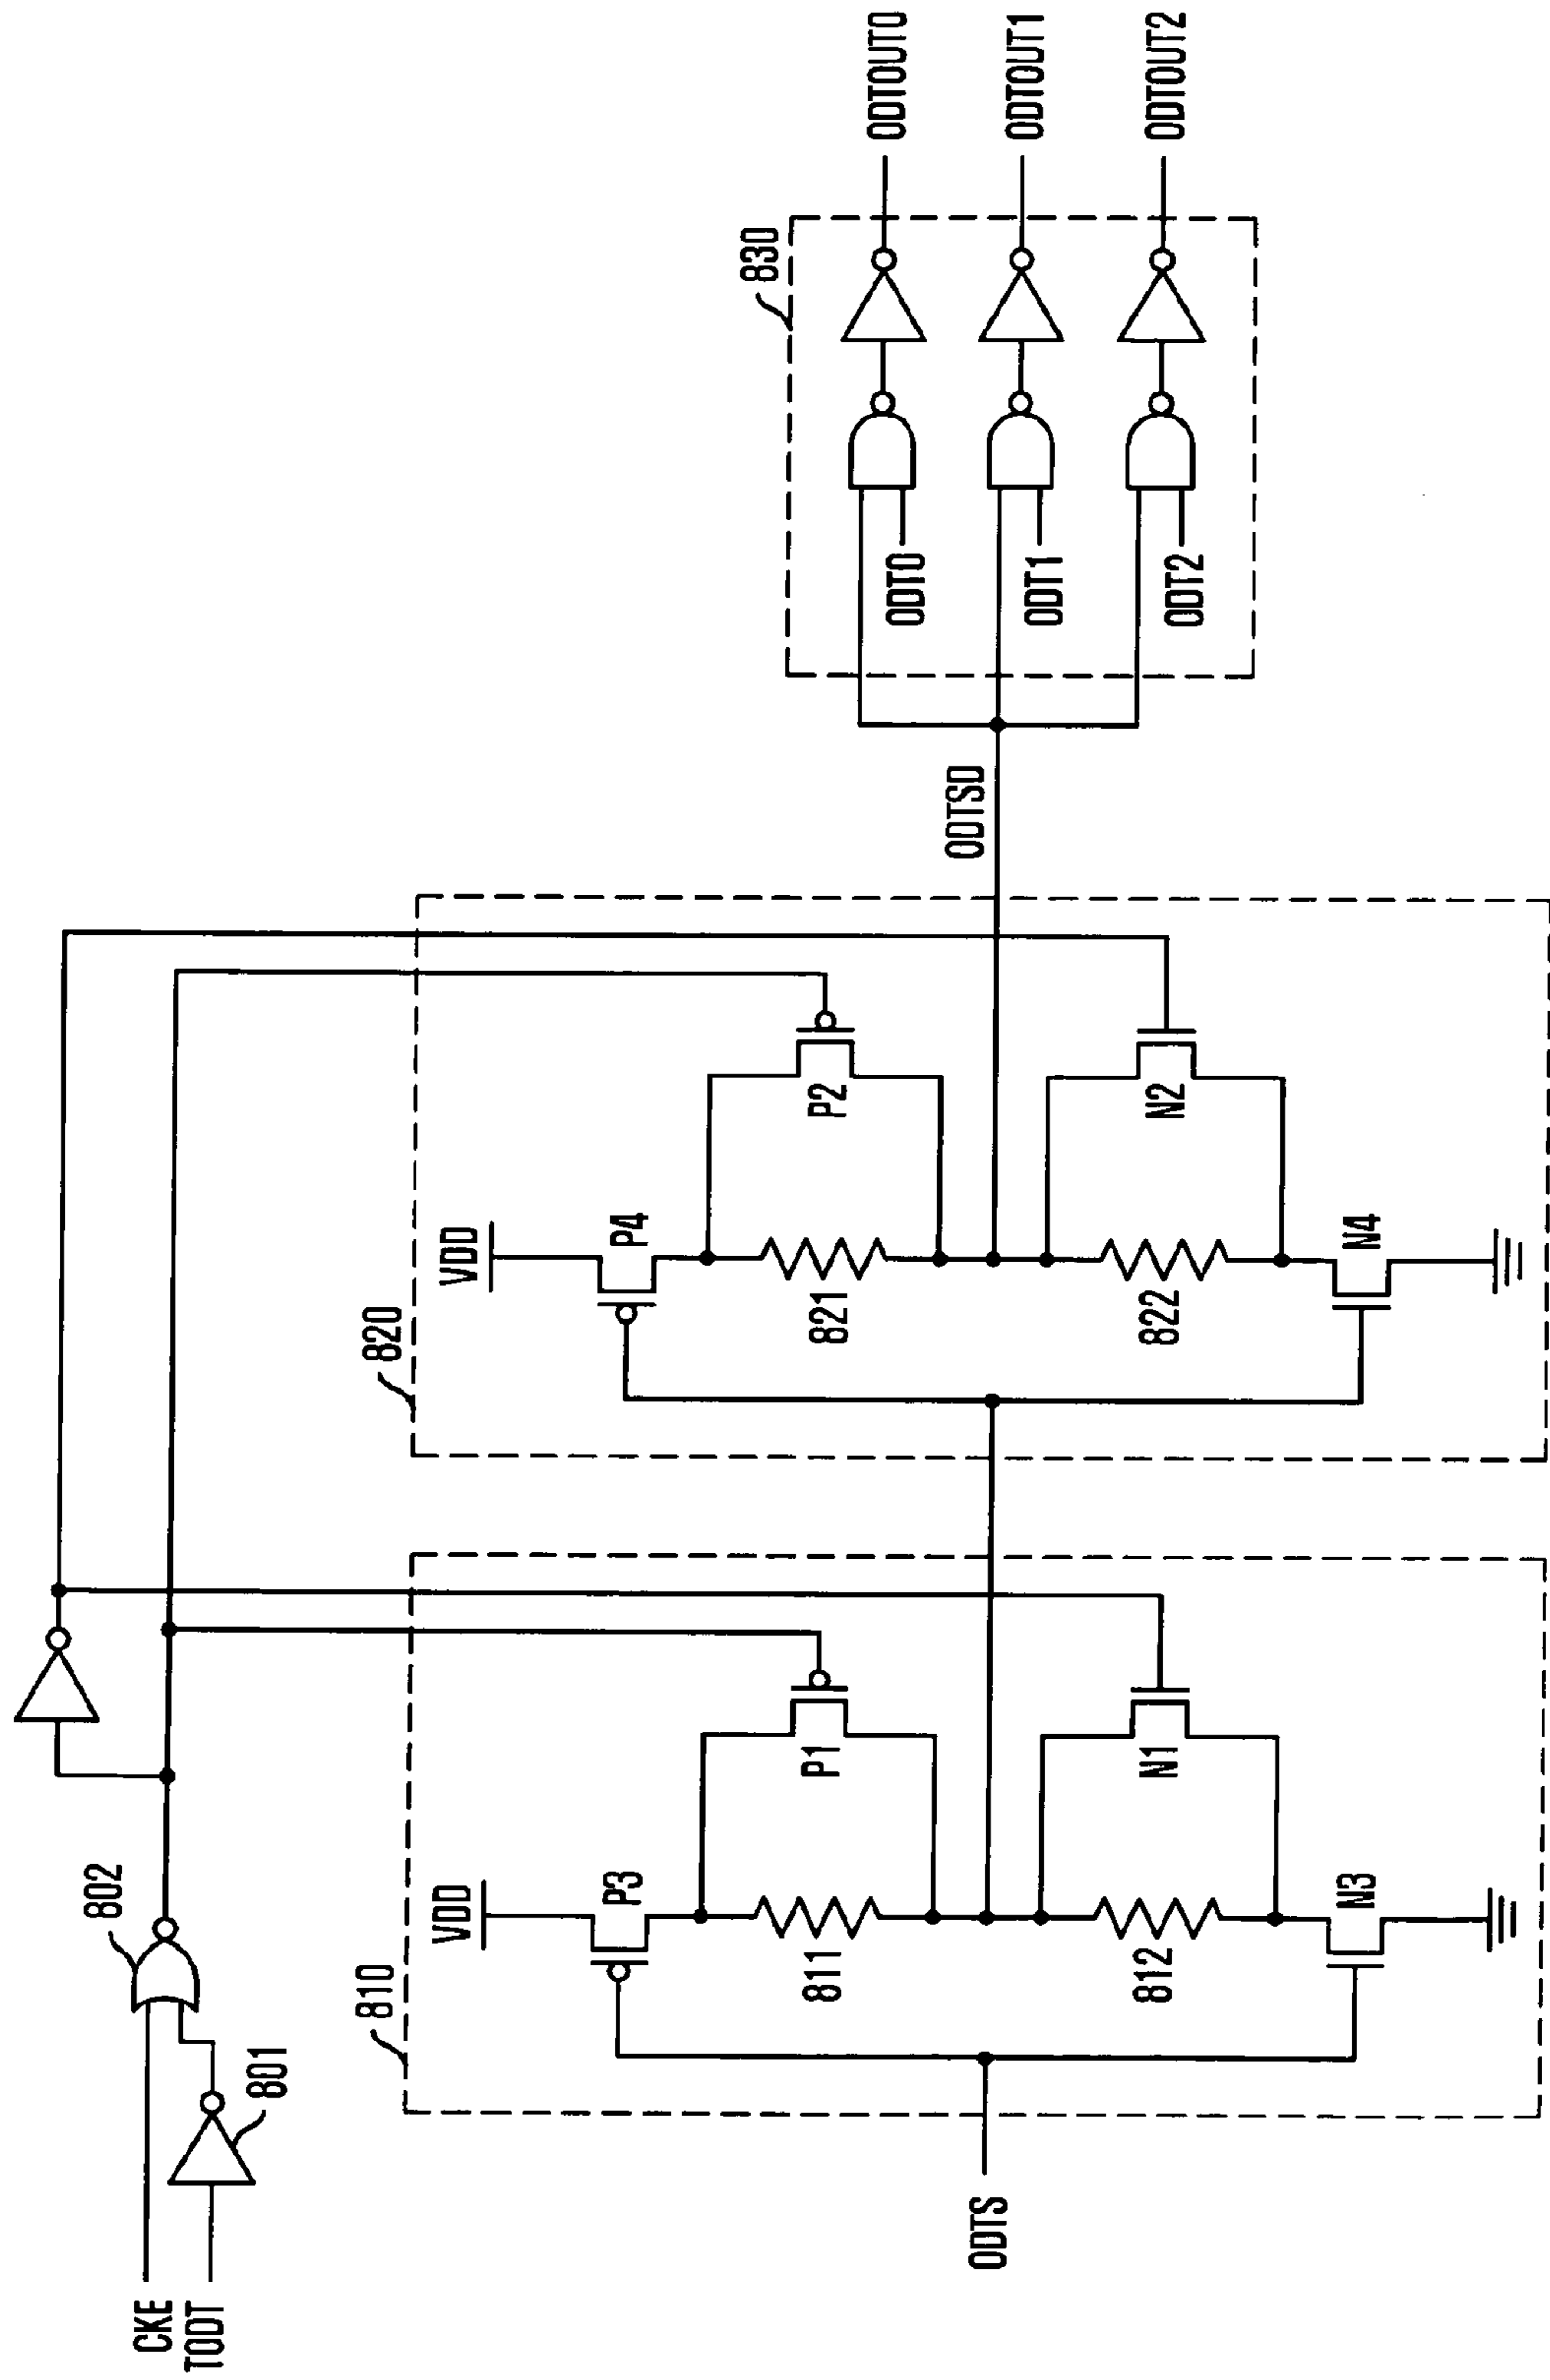 CKE
TODT
801
802
ODTS
810
VDD
P3
811
P1
812
N1
N3
820
VDD
P4
821
P2
822
N2
N4
ODTSD
830
ODT0
ODT1
ODT2
ODTOUT0
ODTOUT1
ODTOUT2